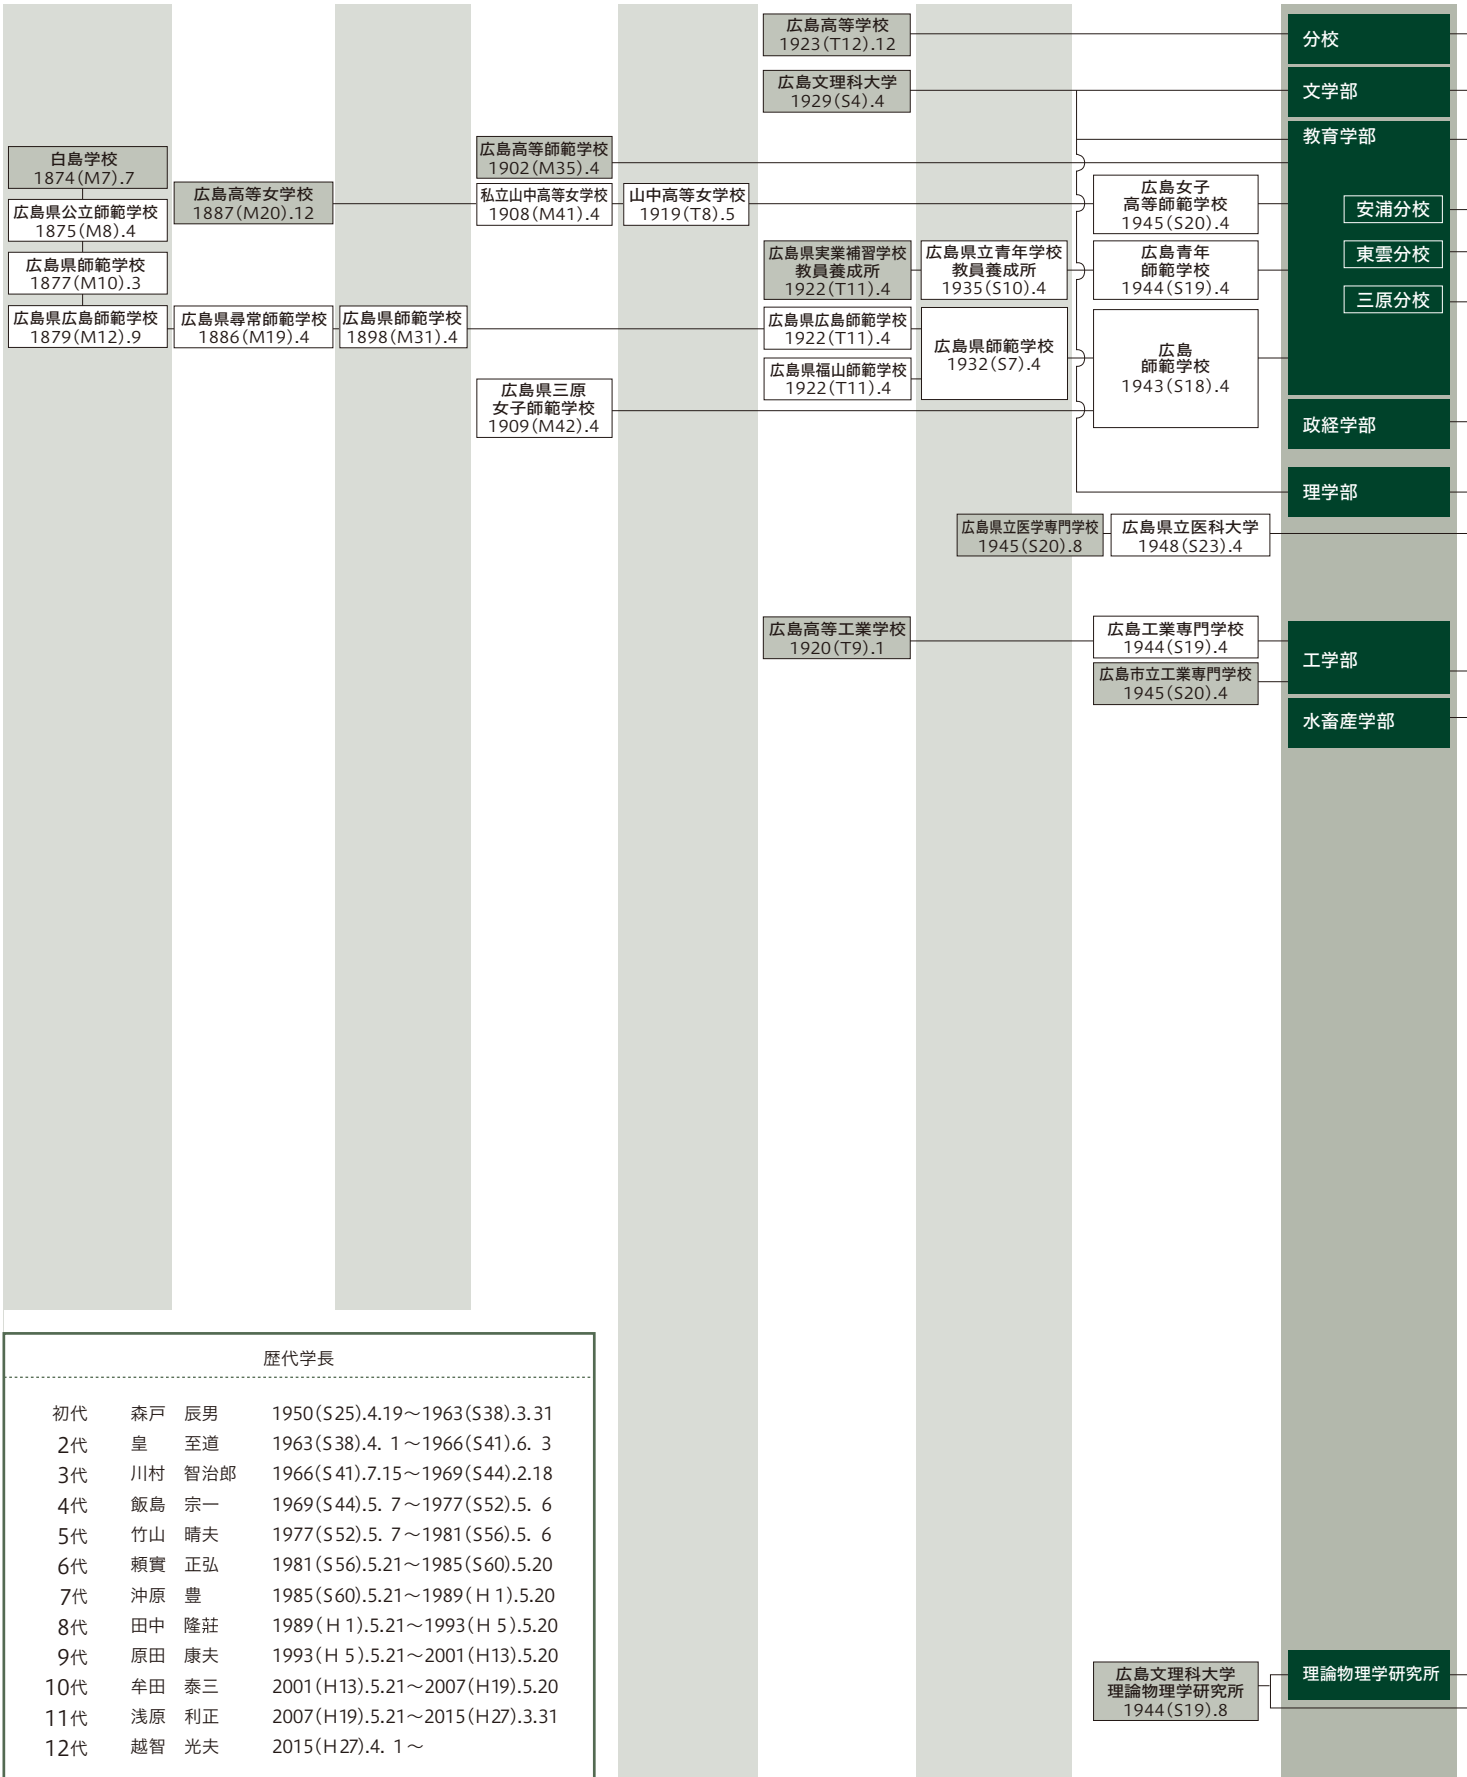 広島高等学校
1923(T12).12
分校
広島文理科大学
1929(S4).4
文学部
教育学部
安浦分校
東雲分校
三原分校
白島学校
1874(M7).7
広島県公立師範学校
1875(M8).4
広島県師範学校
1877(M10).3
広島県広島師範学校
1879(M12).9
広島高等女学校
1887(M20).12
広島県尋常師範学校
1886(M19).4
広島県師範学校
1898(M31).4
広島高等師範学校
1902(M35).4
私立山中高等女学校
1908(M41).4
山中高等女学校
1919(T8).5
広島県三原
女子師範学校
1909(M42).4
広島県実業補習学校
教員養成所
1922(T11).4
広島県広島師範学校
1922(T11).4
広島県福山師範学校
1922(T11).4
広島県立青年学校
教員養成所
1935(S10).4
広島県師範学校
1932(S7).4
広島女子
高等師範学校
1945(S20).4
広島青年
師範学校
1944(S19).4
広島
師範学校
1943(S18).4
政経学部
理学部
広島県立医学専門学校
1945(S20).8
広島県立医科大学
1948(S23).4
広島高等工業学校
1920(T9).1
広島工業専門学校
1944(S19).4
広島市立工業専門学校
1945(S20).4
工学部
水畜産学部
歴代学長
初代 森戸 辰男 1950(S25).4.19～1963(S38).3.31
2代 皇 至道 1963(S38).4. 1～1966(S41).6. 3
3代 川村 智治郎 1966(S41).7.15～1969(S44).2.18
4代 飯島 宗一 1969(S44).5. 7～1977(S52).5. 6
5代 竹山 晴夫 1977(S52).5. 7～1981(S56).5. 6
6代 頼實 正弘 1981(S56).5.21～1985(S60).5.20
7代 沖原 豊 1985(S60).5.21～1989(H 1).5.20
8代 田中 隆莊 1989(H 1).5.21～1993(H 5).5.20
9代 原田 康夫 1993(H 5).5.21～2001(H13).5.20
10代 牟田 泰三 2001(H13).5.21～2007(H19).5.20
11代 浅原 利正 2007(H19).5.21～2015(H27).3.31
12代 越智 光夫 2015(H27).4. 1～
広島文理科大学
理論物理学研究所
1944(S19).8
理論物理学研究所